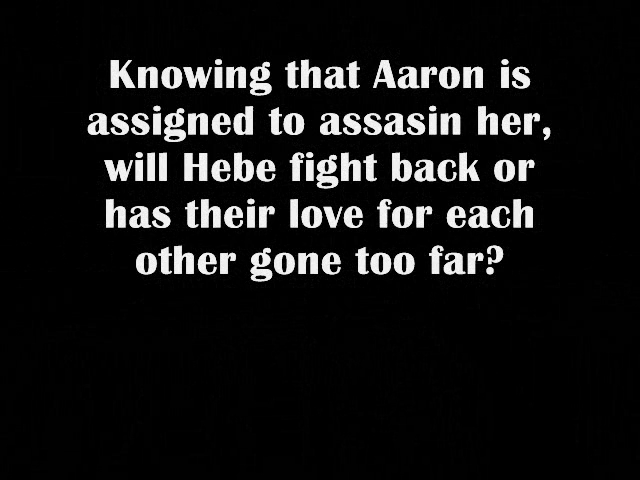 Knowing that Aaron is
assigned to assasin her,
will Hebe fight back or
has their love for each
other gone too far?